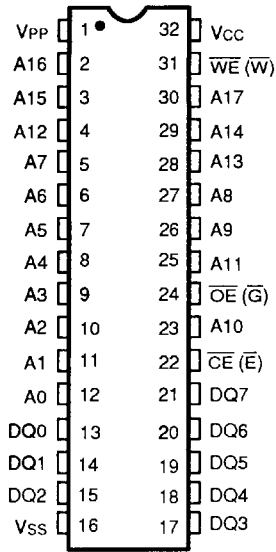 VPP 1 32 VCC
A16 2 31 W̅E̅ (W̅)
A15 3 30 A17
A12 4 29 A14
A7 5 28 A13
A6 6 27 A8
A5 7 26 A9
A4 8 25 A11
A3 9 24 O̅E̅ (G̅)
A2 10 23 A10
A1 11 22 C̅E̅ (E̅)
A0 12 21 DQ7
DQ0 13 20 DQ6
DQ1 14 19 DQ5
DQ2 15 18 DQ4
VSS 16 17 DQ3